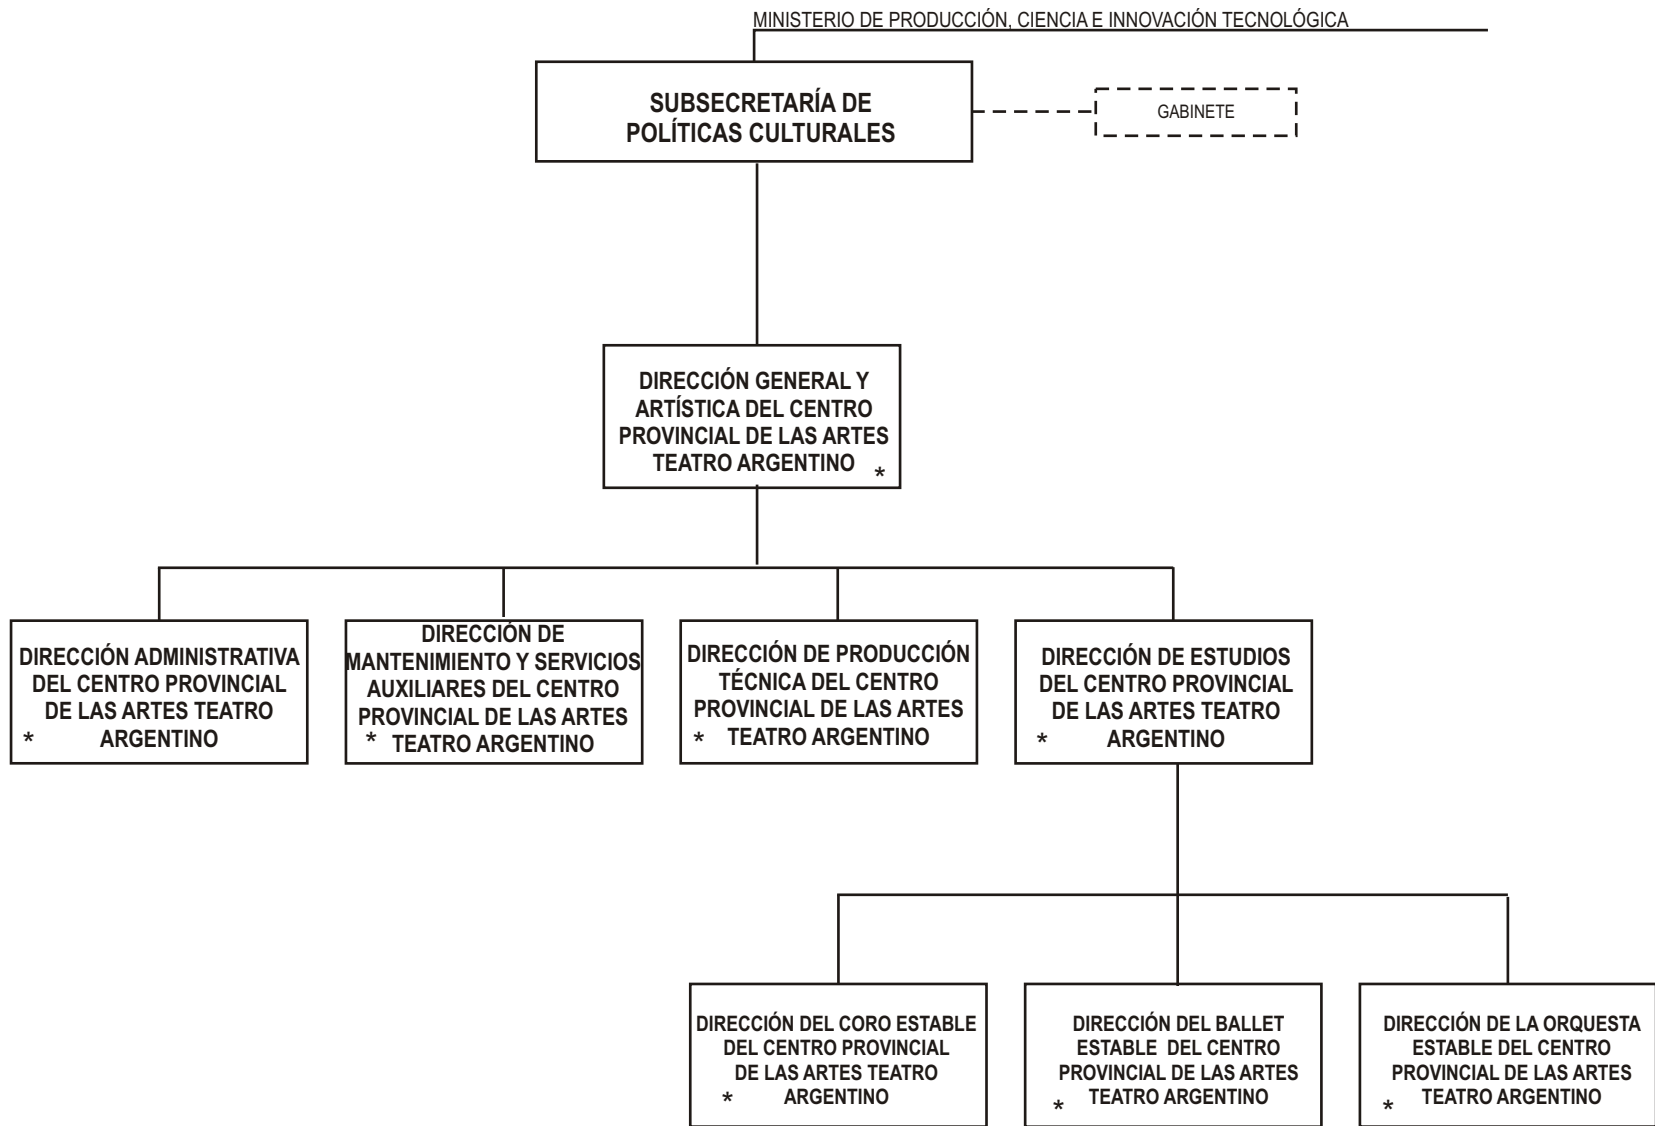 MINISTERIO DE PRODUCCIÓN, CIENCIA E INNOVACIÓN TECNOLÓGICA
SUBSECRETARÍA DE
POLÍTICAS CULTURALES
GABINETE
DIRECCIÓN GENERAL Y
ARTÍSTICA DEL CENTRO
PROVINCIAL DE LAS ARTES
TEATRO ARGENTINO *
DIRECCIÓN ADMINISTRATIVA
DEL CENTRO PROVINCIAL
DE LAS ARTES TEATRO
* ARGENTINO
DIRECCIÓN DE
MANTENIMIENTO Y SERVICIOS
AUXILIARES DEL CENTRO
PROVINCIAL DE LAS ARTES
* TEATRO ARGENTINO
DIRECCIÓN DE PRODUCCIÓN
TÉCNICA DEL CENTRO
PROVINCIAL DE LAS ARTES
* TEATRO ARGENTINO
DIRECCIÓN DE ESTUDIOS
DEL CENTRO PROVINCIAL
DE LAS ARTES TEATRO
* ARGENTINO
DIRECCIÓN DEL CORO ESTABLE
DEL CENTRO PROVINCIAL
DE LAS ARTES TEATRO
* ARGENTINO
DIRECCIÓN DEL BALLET
ESTABLE DEL CENTRO
PROVINCIAL DE LAS ARTES
* TEATRO ARGENTINO
DIRECCIÓN DE LA ORQUESTA
ESTABLE DEL CENTRO
PROVINCIAL DE LAS ARTES
* TEATRO ARGENTINO